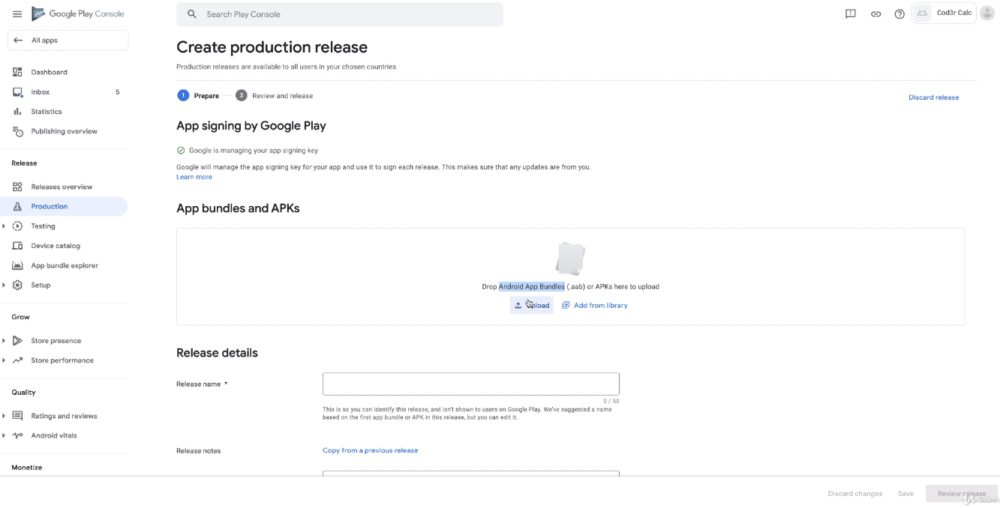 Google Play Console
Search Play Console
Cod3r Calc
All apps
Dashboard
Inbox 5
Statistics
Publishing overview
Release
Releases overview
Production
Testing
Device catalog
App bundle explorer
Setup
Grow
Store presence
Store performance
Quality
Ratings and reviews
Android vitals
Monetize
Create production release
Production releases are available to all users in your chosen countries
1 Prepare 2 Review and release
Discard release
App signing by Google Play
Google is managing your app signing key
Google will manage the app signing key for your app and use it to sign each release. This makes sure that any updates are from you.
Learn more
App bundles and APKs
Drop Android App Bundles (.aab) or APKs here to upload
Upload Add from library
Release details
Release name *
0 / 50
This is so you can identify this release, and isn't shown to users on Google Play. We've suggested a name
based on the first app bundle or APK in this release, but you can edit it.
Release notes Copy from a previous release
Discard changes Save Review release
Udemy